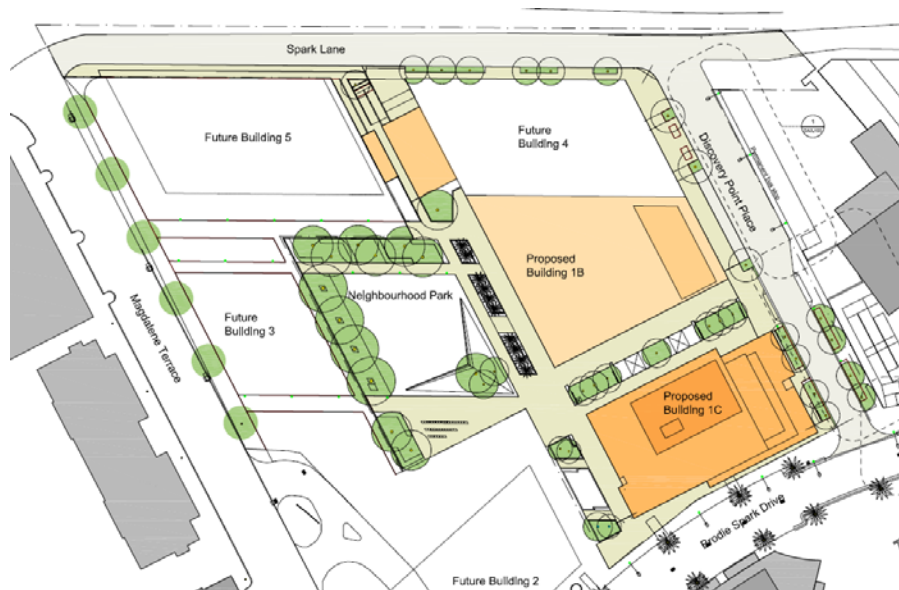 Spark Lane
Future Building 5
Future
Building 4
Discovery Point Place
1
Proposed
Building 1B
Neighbourhood Park
Magdalene Terrace
Future
Building 3
Proposed
Building 1C
Brodie Spark Drive
Future Building 2